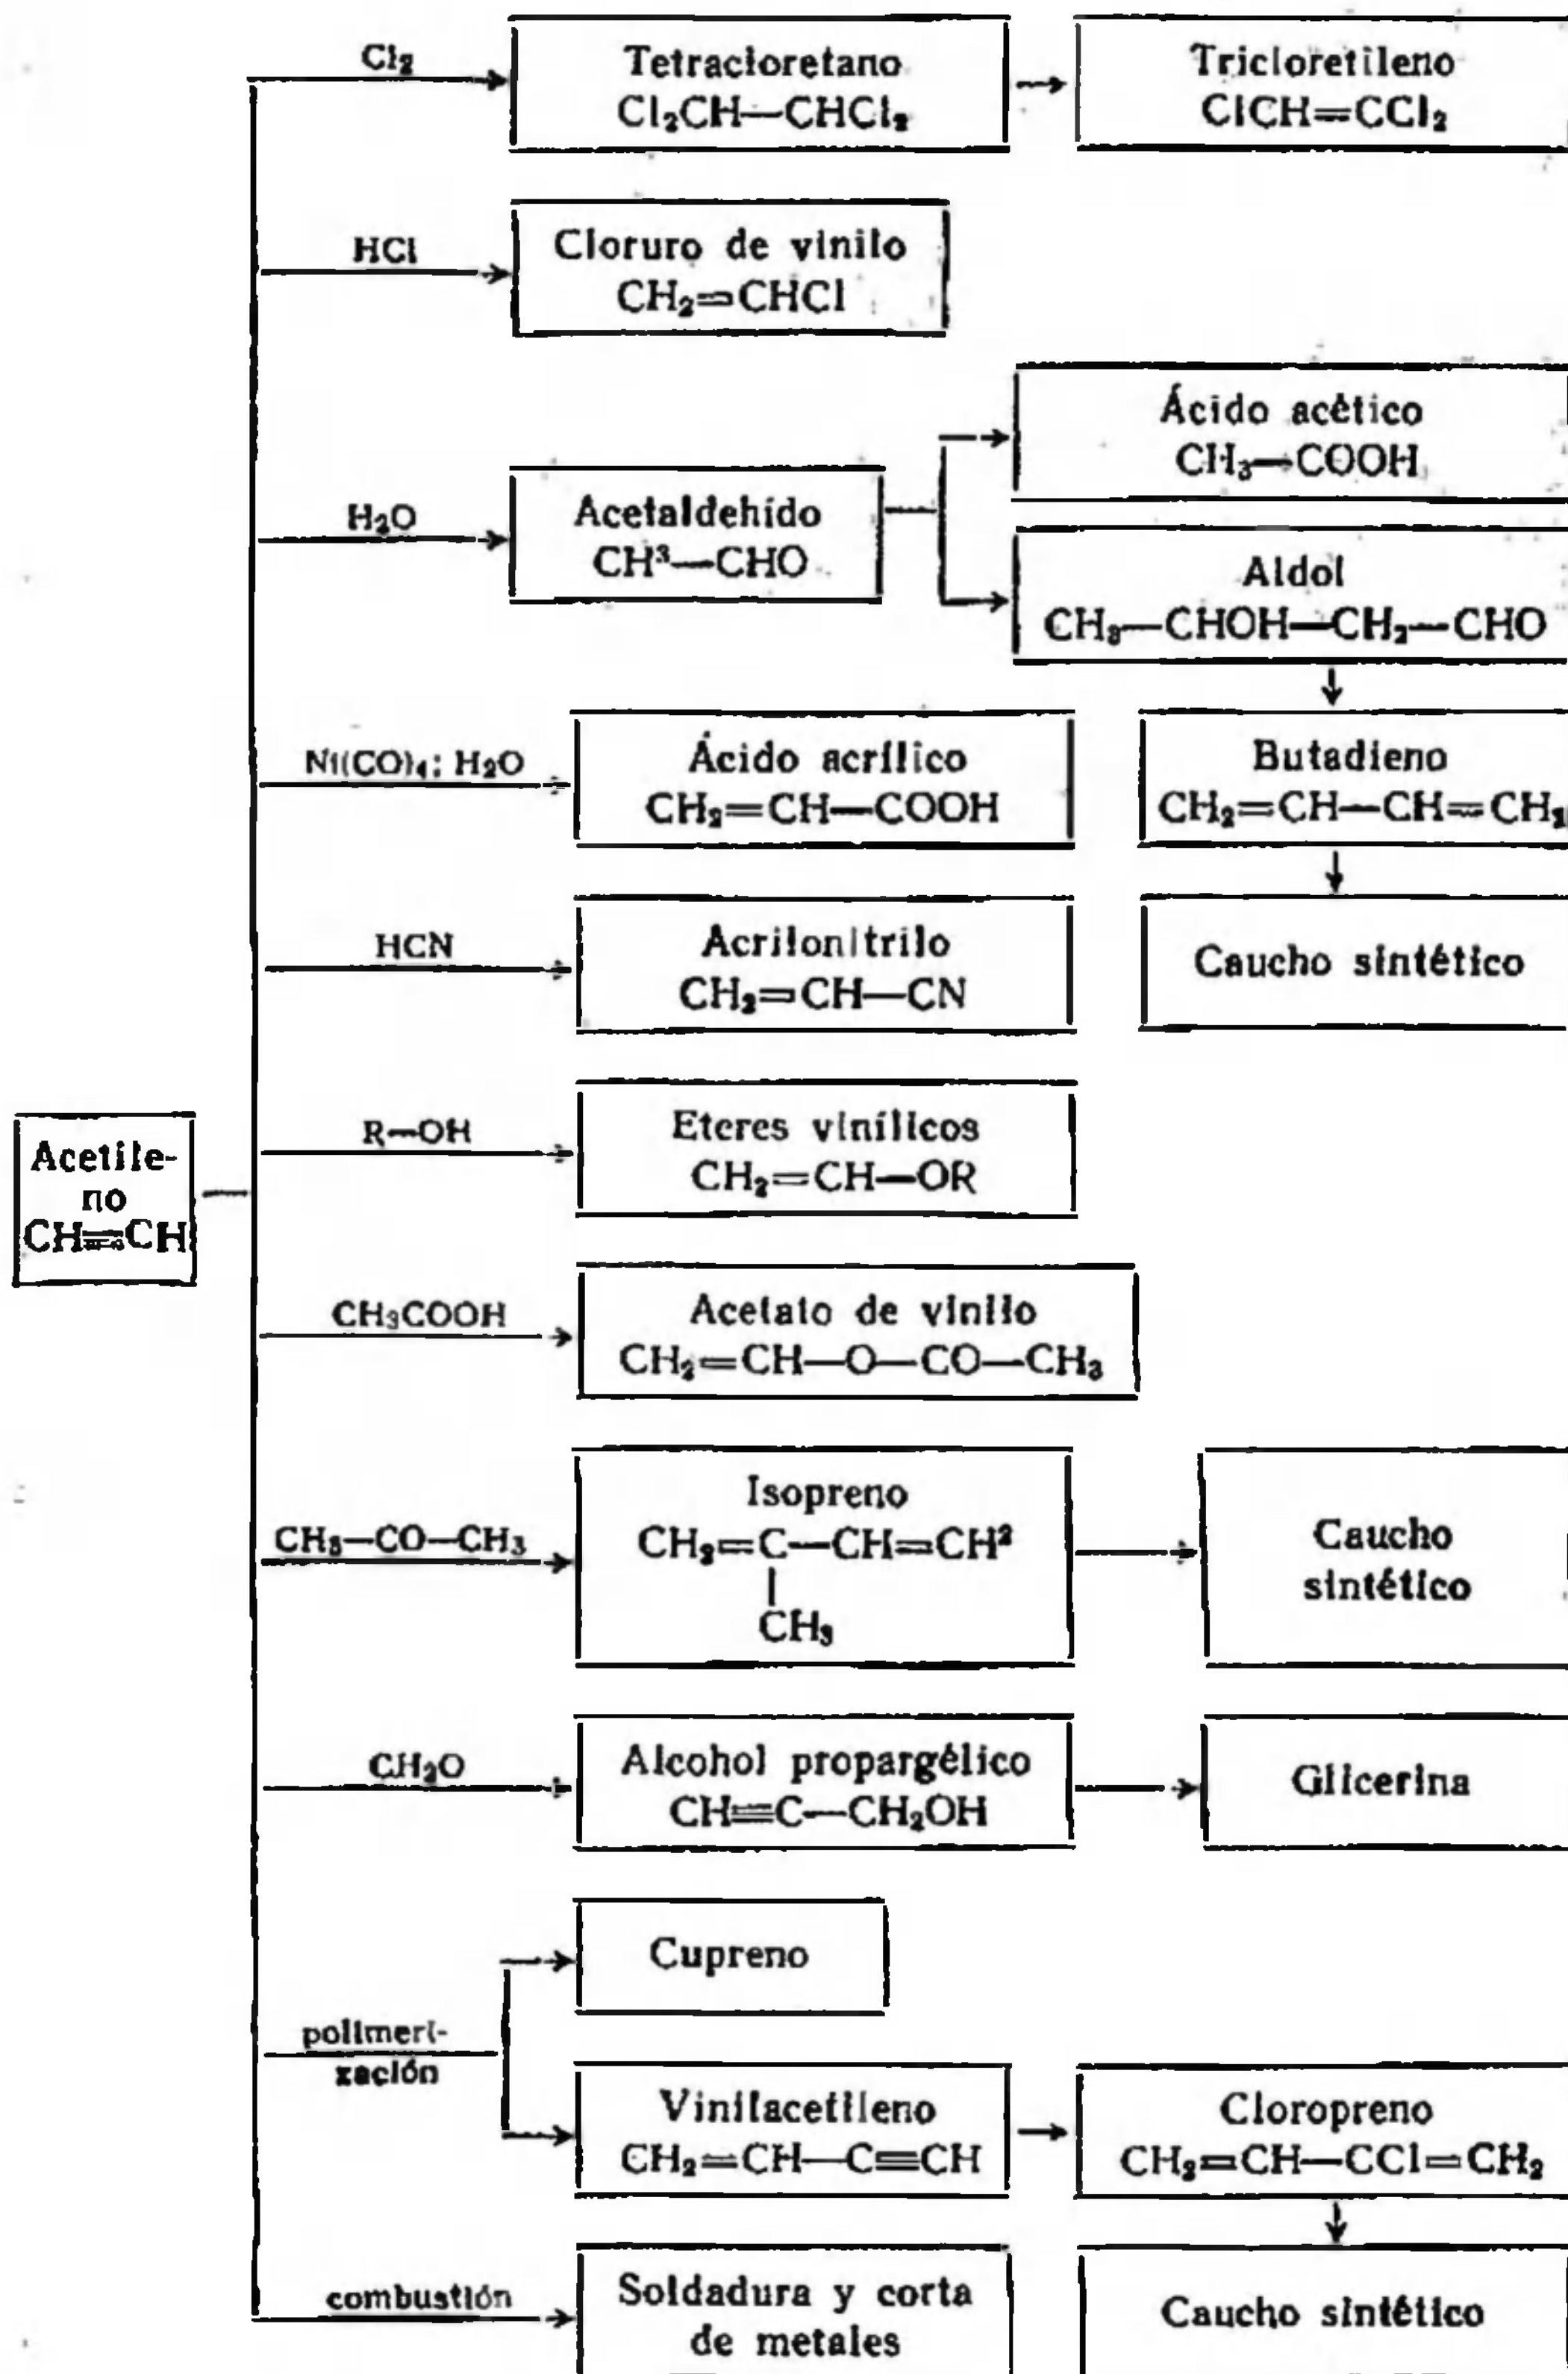 Cl₂
Tetracloretano
Cl₂CH—CHCl₂
Tricloretileno
ClCH=CCl₂
HCl
Cloruro de vinilo
CH₂=CHCl
H₂O
Acetaldehído
CH³—CHO
Ácido acético
CH₃—COOH
Aldol
CH₃—CHOH—CH₂—CHO
Ni(CO)₄; H₂O
Ácido acrílico
CH₂=CH—COOH
Butadieno
CH₂=CH—CH=CH₂
HCN
Acrilonitrilo
CH₂=CH—CN
Caucho sintético
Acetile-
no
CH≡CH
R—OH
Eteres vinílicos
CH₂=CH—OR
CH₃COOH
Acetato de vinilo
CH₂=CH—O—CO—CH₃
CH₃—CO—CH₃
Isopreno
CH₂=C—CH=CH²
|
CH₃
Caucho
sintético
CH₂O
Alcohol propargélico
CH≡C—CH₂OH
Glicerina
polimeri-
zación
Cupreno
Vinilacetileno
CH₂=CH—C≡CH
Cloropreno
CH₂=CH—CCl=CH₂
combustión
Soldadura y corta
de metales
Caucho sintético